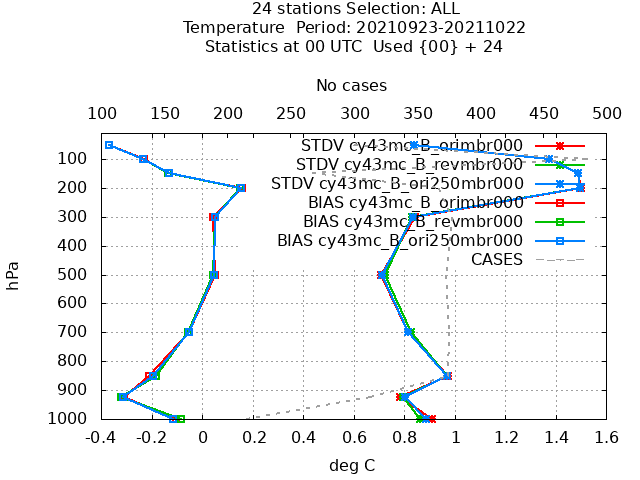 24 stations Selection: ALL
Temperature  Period: 20210923-20211022
Statistics at 00 UTC  Used {00} + 24
No cases
100 150 200 250 300 350 400 450 500
STDV cy43mc_B_orimbr000
STDV cy43mc_B_revmbr000
STDV cy43mc_B_ori250mbr000
BIAS cy43mc_B_orimbr000
BIAS cy43mc_B_revmbr000
BIAS cy43mc_B_ori250mbr000
CASES
hPa
100
200
300
400
500
600
700
800
900
1000
-0.4 -0.2 0 0.2 0.4 0.6 0.8 1 1.2 1.4 1.6
deg C